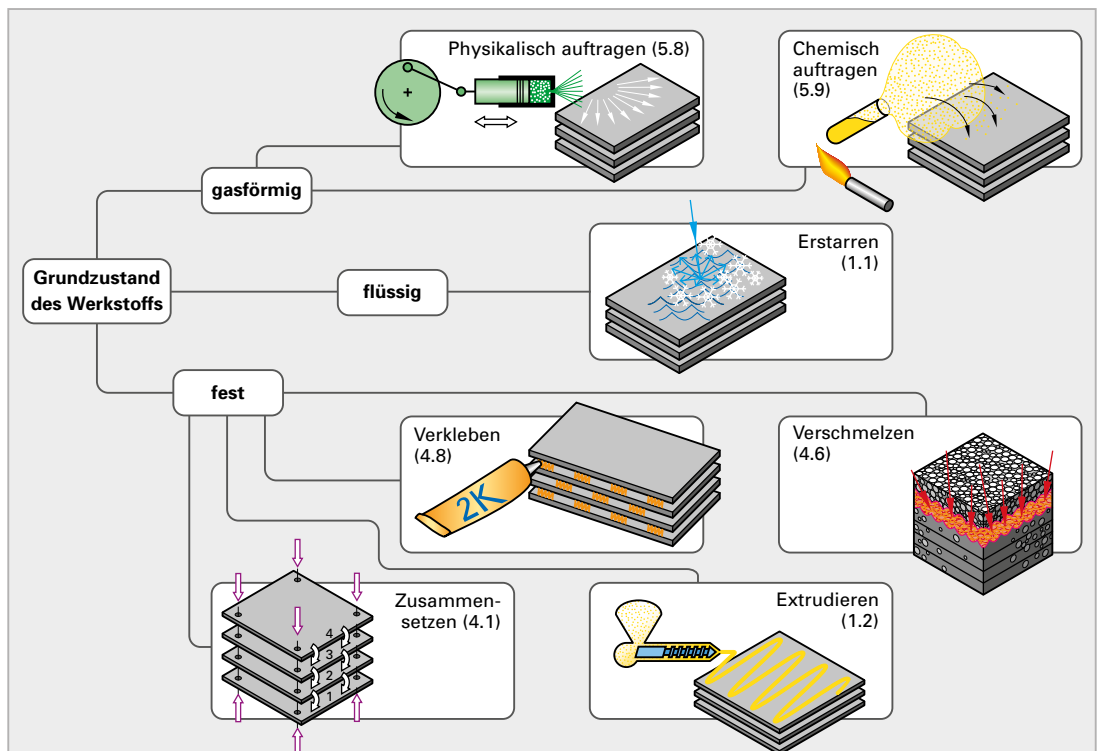 Physikalisch auftragen (5.8)
Chemisch
auftragen
(5.9)
gasförmig
Erstarren
(1.1)
Grundzustand
des Werkstoffs
flüssig
fest
Verkleben
(4.8)
2K
Verschmelzen
(4.6)
Zusammen-
setzen (4.1)
4
3
2
1
Extrudieren
(1.2)